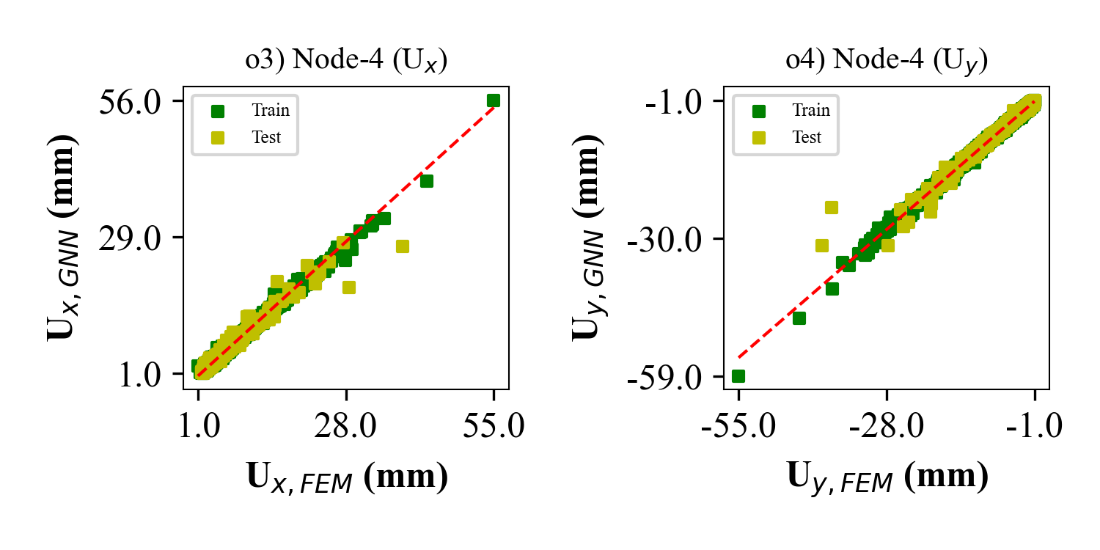 o3) Node-4 (Ux)
56.0
29.0
1.0
Train
Test
1.0 28.0 55.0
Ux, FEM (mm)
Ux, GNN (mm)
o4) Node-4 (Uy)
-1.0
-30.0
-59.0
Train
Test
-55.0 -28.0 -1.0
Uy, FEM (mm)
Uy, GNN (mm)